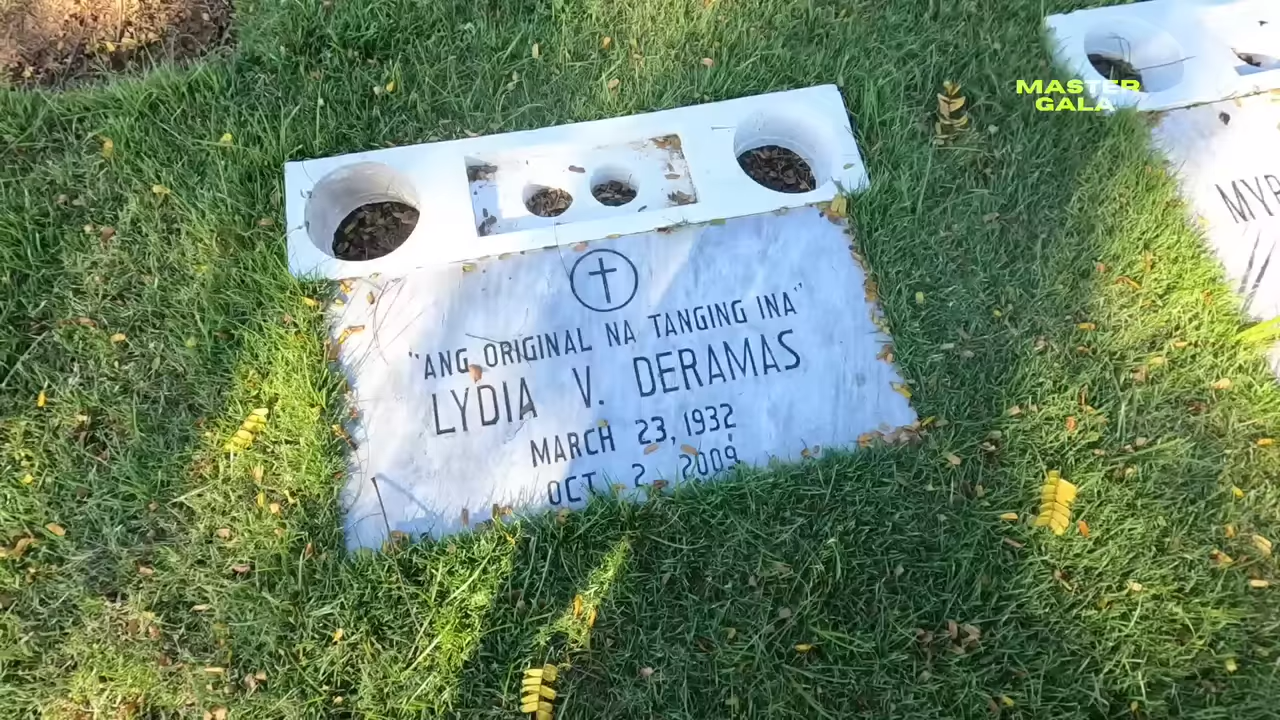 MASTER
GALA
"ANG ORIGINAL NA TANGING INA"
LYDIA V. DERAMAS
MARCH 23, 1932
OCT. 2, 2009